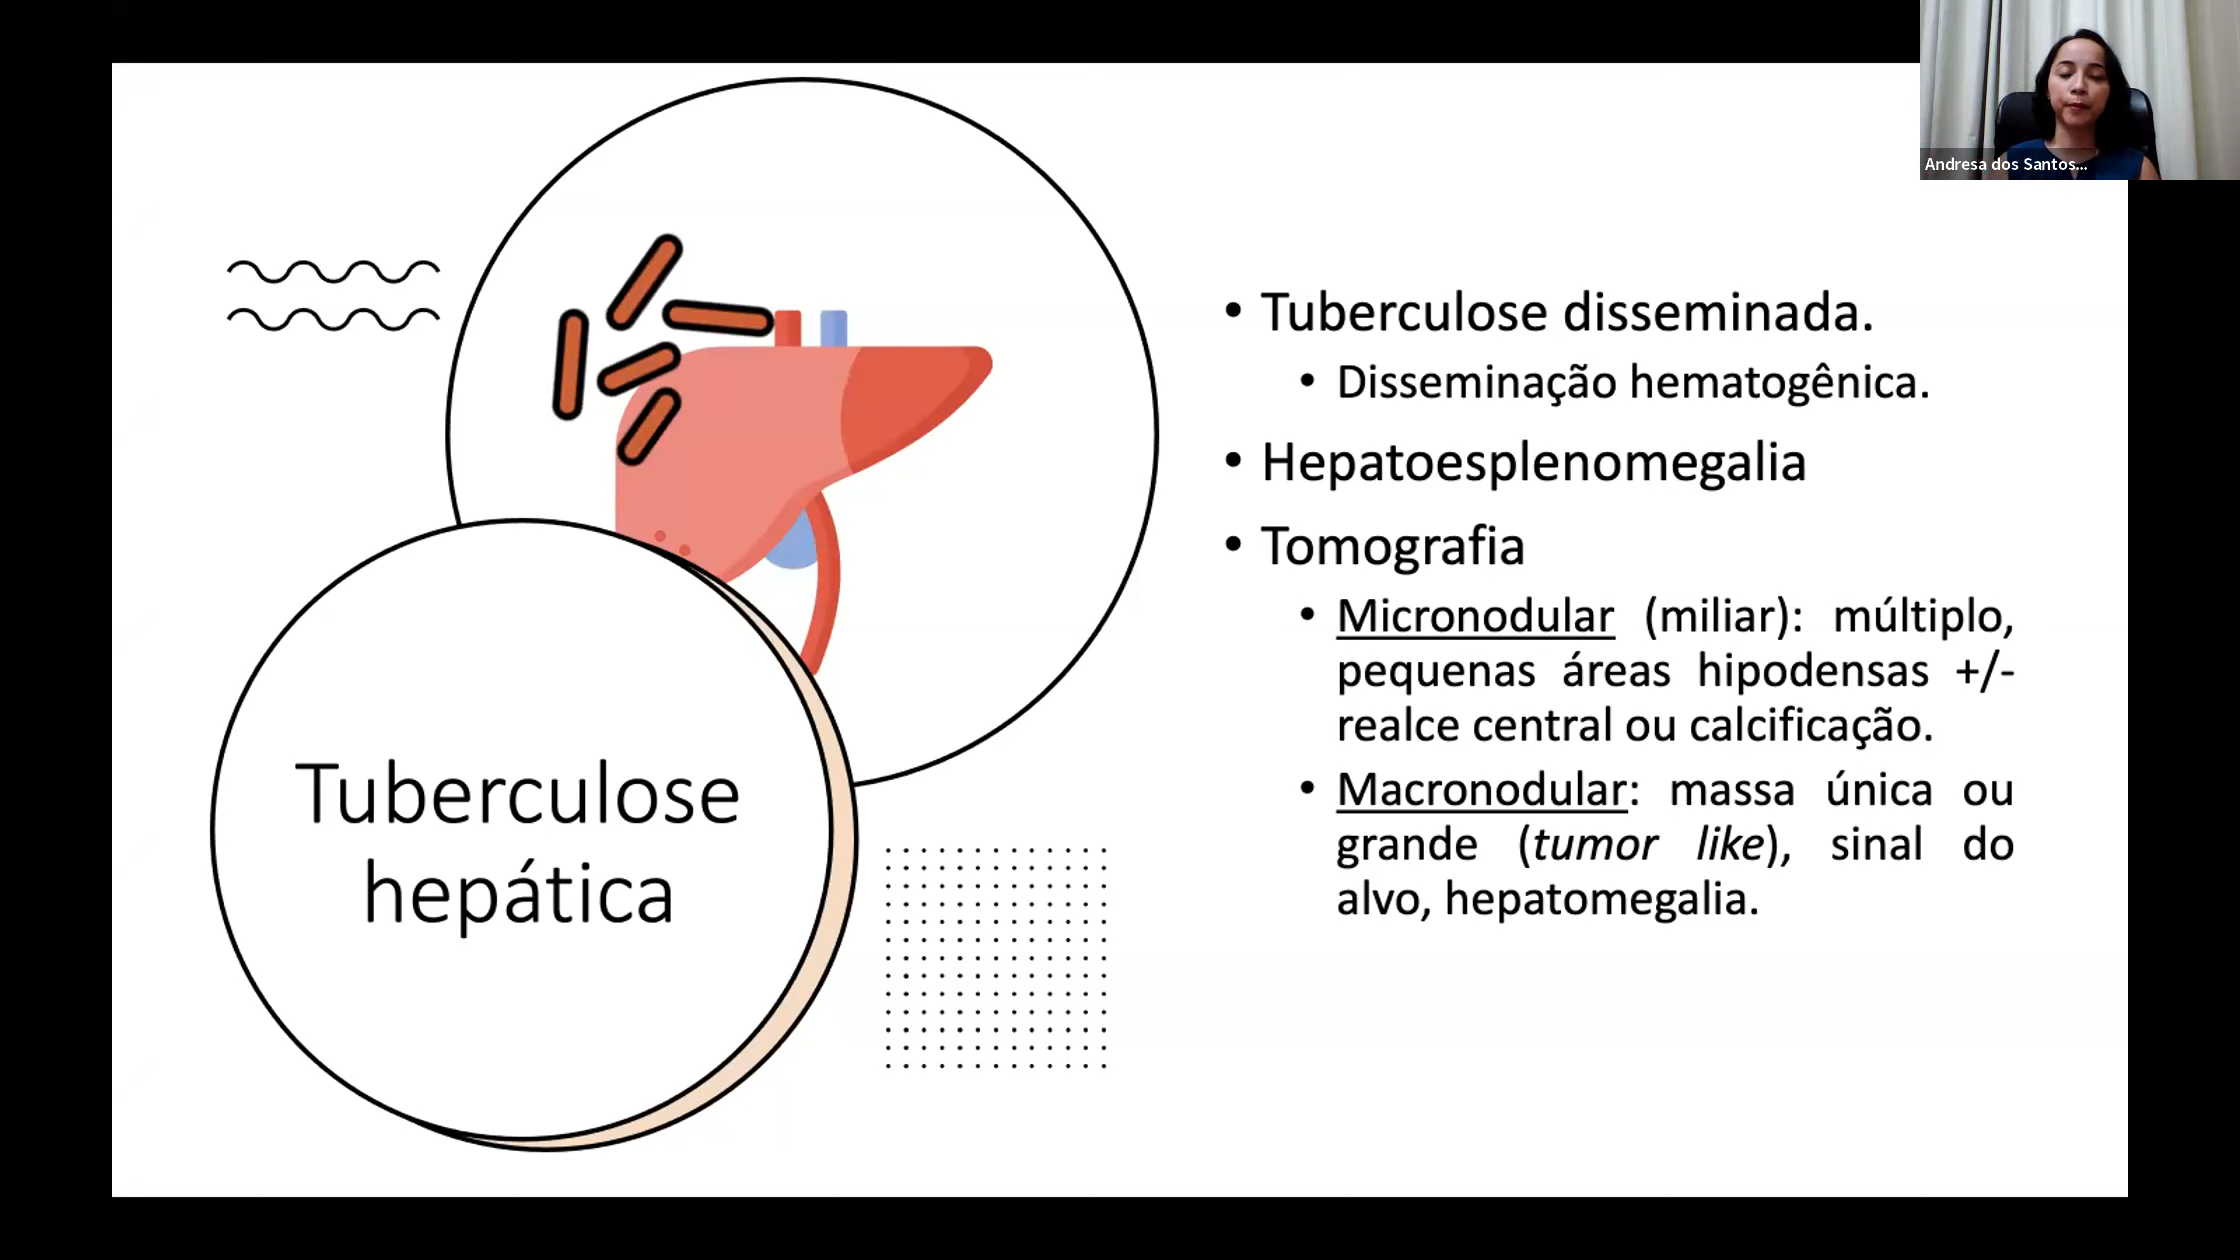 Andresa dos Santos...
Tuberculose
hepática
• Tuberculose disseminada.
• Disseminação hematogênica.
• Hepatoesplenomegalia
• Tomografia
• Micronodular (miliar): múltiplo,
pequenas áreas hipodensas +/-
realce central ou calcificação.
• Macronodular: massa única ou
grande (tumor like), sinal do
alvo, hepatomegalia.